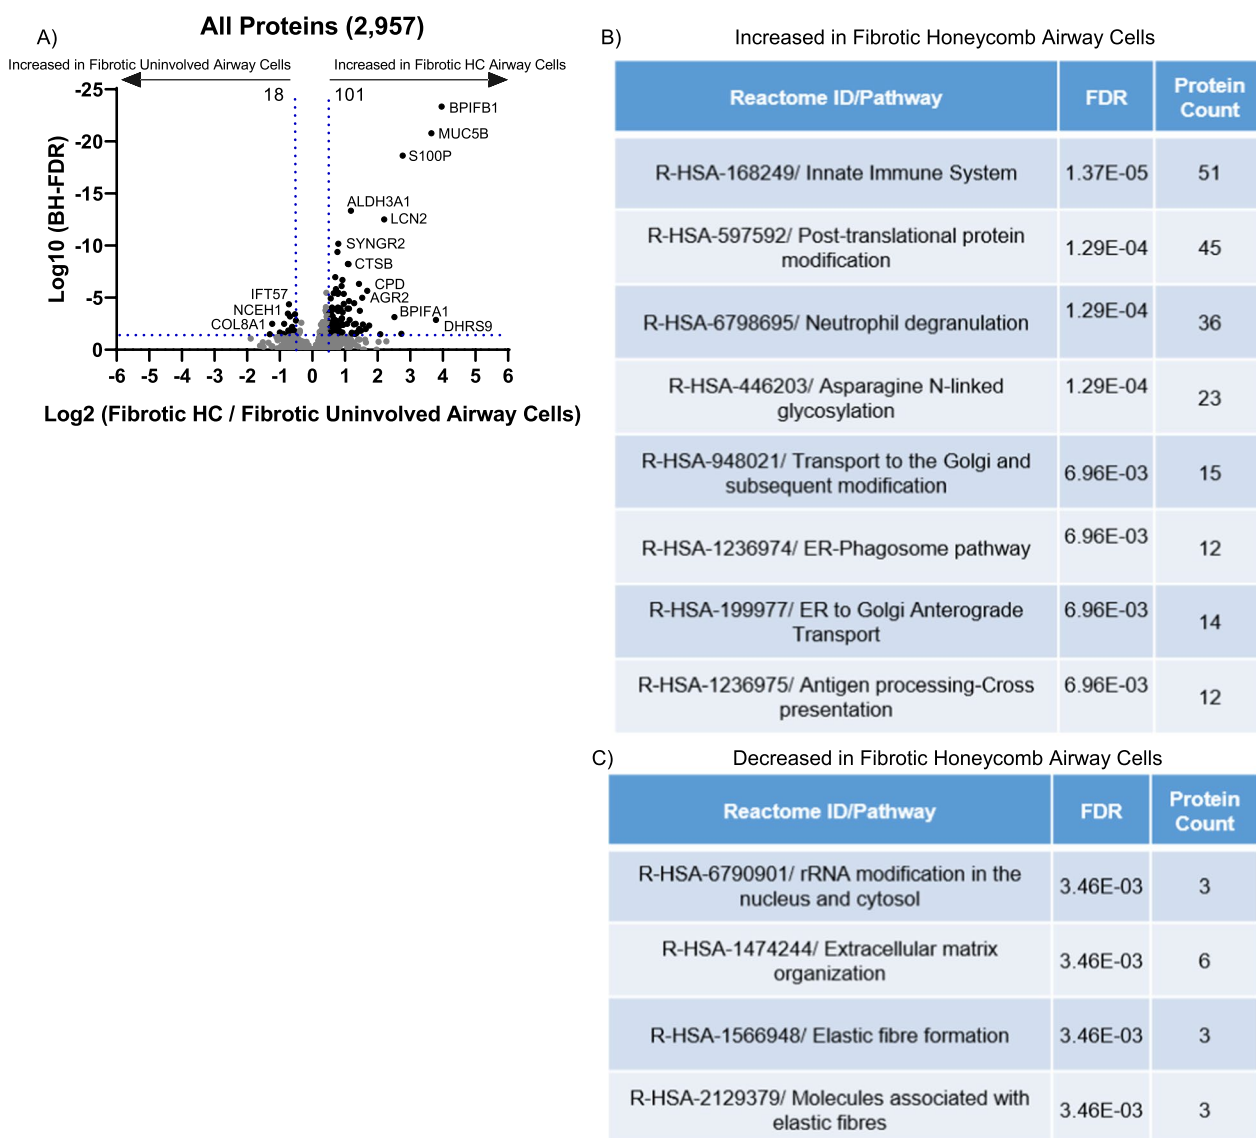 A)
All Proteins (2,957)
Increased in Fibrotic Uninvolved Airway Cells
Increased in Fibrotic HC Airway Cells
18
101
-25
-20
-15
-10
-5
0
Log10 (BH-FDR)
BPIFB1
MUC5B
S100P
ALDH3A1
LCN2
SYNGR2
CTSB
CPD
AGR2
BPIFA1
DHRS9
IFT57
NCEH1
COL8A1
-6 -5 -4 -3 -2 -1 0 1 2 3 4 5 6
Log2 (Fibrotic HC / Fibrotic Uninvolved Airway Cells)
B)
Increased in Fibrotic Honeycomb Airway Cells
Reactome ID/Pathway FDR Protein
Count
R-HSA-168249/ Innate Immune System 1.37E-05 51
R-HSA-597592/ Post-translational protein
modification 1.29E-04 45
R-HSA-6798695/ Neutrophil degranulation 1.29E-04 36
R-HSA-446203/ Asparagine N-linked
glycosylation 1.29E-04 23
R-HSA-948021/ Transport to the Golgi and
subsequent modification 6.96E-03 15
R-HSA-1236974/ ER-Phagosome pathway 6.96E-03 12
R-HSA-199977/ ER to Golgi Anterograde
Transport 6.96E-03 14
R-HSA-1236975/ Antigen processing-Cross
presentation 6.96E-03 12
C)
Decreased in Fibrotic Honeycomb Airway Cells
Reactome ID/Pathway FDR Protein
Count
R-HSA-6790901/ rRNA modification in the
nucleus and cytosol 3.46E-03 3
R-HSA-1474244/ Extracellular matrix
organization 3.46E-03 6
R-HSA-1566948/ Elastic fibre formation 3.46E-03 3
R-HSA-2129379/ Molecules associated with
elastic fibres 3.46E-03 3